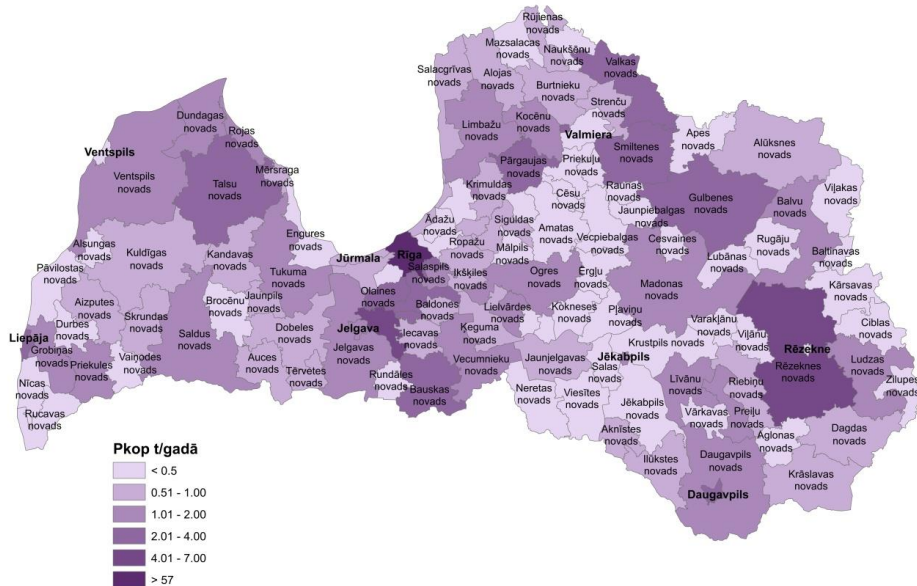 Rūjienas
novads
Mazsalacas
novads
Naukšēnu
novads
Valkas
novads
Salacgrīvas
novads
Alojas
novads
Burtnieku
novads
Strenču
novads
Dundagas
novads
Rojas
novads
Limbažu
novads
Kocēnu
novads
Valmiera
Apes
novads
Alūksnes
novads
Smiltenes
novads
Ventspils
Ventspils
novads
Talsu
novads
Mērsraga
novads
Pārgaujas
novads
Priekuļu
novads
Krimuldas
novads
Cēsu
novads
Raunas
novads
Gulbenes
novads
Viļakas
novads
Balvu
novads
Jaunpiebalgas
novads
Ādažu
novads
Siguldas
novads
Amatas
novads
Vecpiebalgas
novads
Cesvaines
novads
Rugāju
novads
Baltinavas
novads
Engures
novads
Alsungas
novads
Kuldīgas
novads
Kandavas
novads
Jūrmala
Rīga
Ropažu
novads
Mālpils
novads
Lubānas
novads
Pāvilostas
novads
Tukuma
novads
Salaspils
novads
Ikšķiles
novads
Ogres
novads
Ērgļu
novads
Madonas
novads
Kārsavas
novads
Aizputes
novads
Brocēnu
novads
Jaunpils
novads
Olaines
novads
Baldones
novads
Lielvārdes
novads
Kokneses
novads
Pļaviņu
novads
Varakļānu
novads
Viļānu
novads
Ciblas
novads
Liepāja
Durbes
novads
Skrundas
novads
Saldus
novads
Dobeles
novads
Jelgava
Iecavas
novads
Ķeguma
novads
Krustpils novads
Rēzekne
Grobiņas
novads
Priekules
novads
Vaiņodes
novads
Auces
novads
Jelgavas
novads
Vecumnieku
novads
Jaunjelgavas
novads
Jēkabpils
Salas
novads
Rēzeknes
novads
Ludzas
novads
Zilupes
novads
Nīcas
novads
Tērvetes
novads
Rundāles
novads
Bauskas
novads
Neretas
novads
Viesītes
novads
Jēkabpils
novads
Līvānu
novads
Riebiņu
novads
Rucavas
novads
Vārkavas
novads
Preiļu
novads
Aglonas
novads
Dagdas
novads
Aknīstes
novads
Ilūkstes
novads
Daugavpils
novads
Krāslavas
novads
Daugavpils
Pkop t/gadā
< 0.5
0.51 - 1.00
1.01 - 2.00
2.01 - 4.00
4.01 - 7.00
> 57